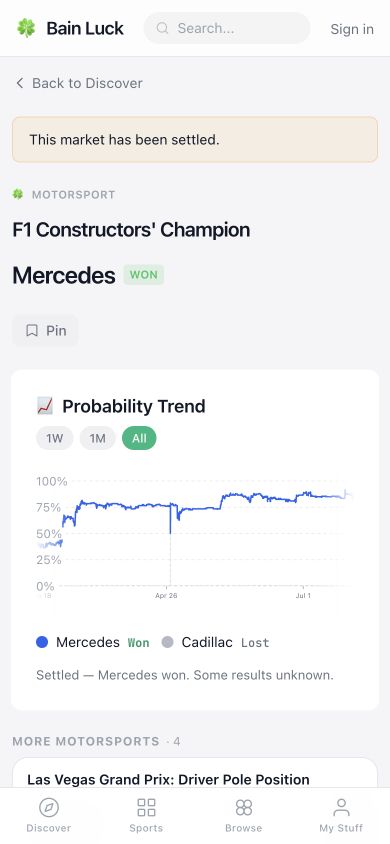 Bain Luck
Search...
Sign in
Back to Discover
This market has been settled.
MOTORSPORT
F1 Constructors' Champion
Mercedes WON
Pin
Probability Trend
1W 1M All
100%
75%
50%
25%
0%
Apr 26 Jul 1
Mercedes Won Cadillac Lost
Settled — Mercedes won. Some results unknown.
MORE MOTORSPORTS · 4
Las Vegas Grand Prix: Driver Pole Position
Discover Sports Browse My Stuff